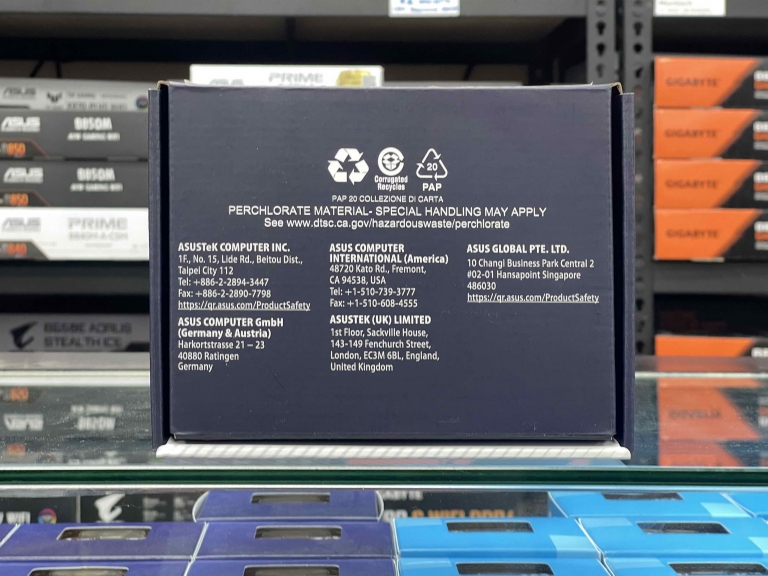 PRIME
ASUS
ASUS
B850M
ASUS
B850M
ASUS
PRIME
GIGABYTE
GIGABYTE
GIGABYTE
GIGABYTE
Corrugated
Recycles
20
PAP
PAP 20 COLLEZIONE DI CARTA
PERCHLORATE MATERIAL- SPECIAL HANDLING MAY APPLY
See www.dtsc.ca.gov/hazardouswaste/perchlorate
ASUSTeK COMPUTER INC.
1F., No. 15, Lide Rd., Beitou Dist.,
Taipei City 112
Tel: +886-2-2894-3447
Fax: +886-2-2890-7798
https://qr.asus.com/ProductSafety
ASUS COMPUTER GmbH
(Germany & Austria)
Harkortstrasse 21 – 23
40880 Ratingen
Germany
ASUS COMPUTER
INTERNATIONAL (America)
48720 Kato Rd., Fremont,
CA 94538, USA
Tel: +1-510-739-3777
Fax: +1-510-608-4555
ASUSTEK (UK) LIMITED
1st Floor, Sackville House,
143-149 Fenchurch Street,
London, EC3M 6BL, England,
United Kingdom
ASUS GLOBAL PTE. LTD.
10 Changi Business Park Central 2
#02-01 Hansapoint Singapore
486030
https://qr.asus.com/ProductSafety
STEALTH ICE